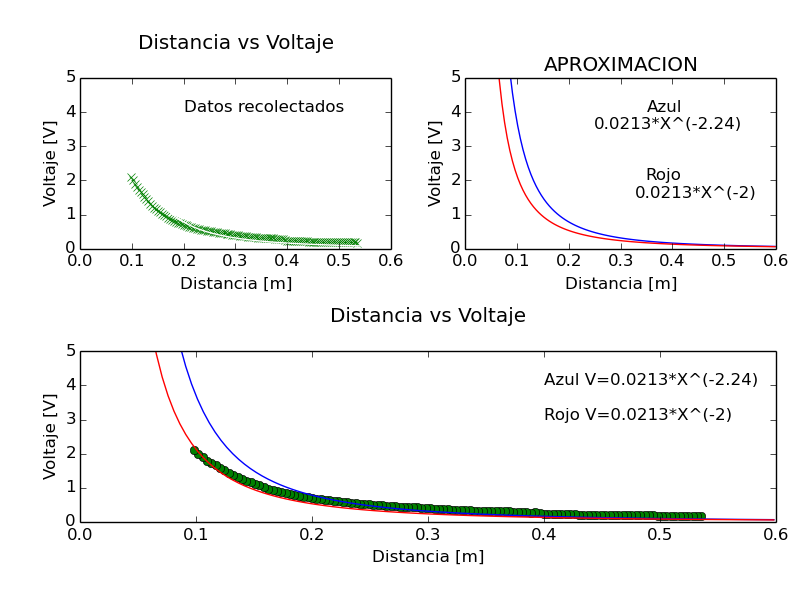 Distancia vs Voltaje
5
4
3
2
1
0
Voltaje [V]
Datos recolectados
0.0 0.1 0.2 0.3 0.4 0.5 0.6
Distancia [m]
APROXIMACION
5
4
3
2
1
0
Voltaje [V]
Azul
0.0213*X^(-2.24)
Rojo
0.0213*X^(-2)
0.0 0.1 0.2 0.3 0.4 0.5 0.6
Distancia [m]
Distancia vs Voltaje
5
4
3
2
1
0
Voltaje [V]
Azul V=0.0213*X^(-2.24)
Rojo V=0.0213*X^(-2)
0.0 0.1 0.2 0.3 0.4 0.5 0.6
Distancia [m]